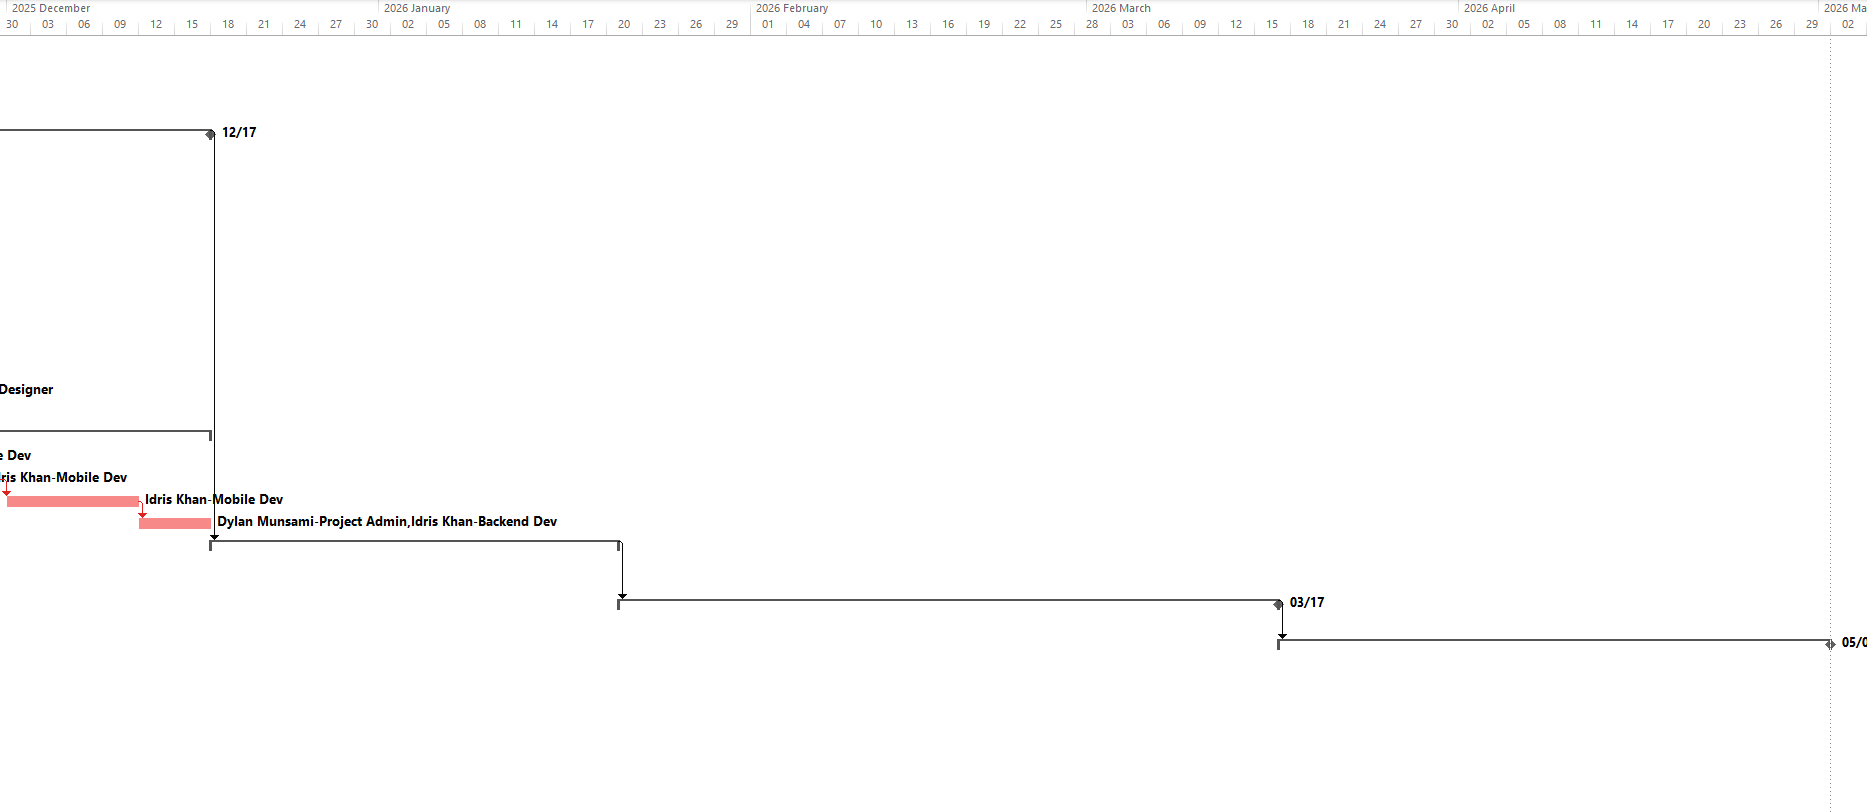 2025 December 2026 January 2026 February 2026 March 2026 April 2026 Ma
30 03 06 09 12 15 18 21 24 27 30 02 05 08 11 14 17 20 23 26 29 01 04 07 10 13 16 19 22 25 28 03 06 09 12 15 18 21 24 27 30 02 05 08 11 14 17 20 23 26 29 02
12/17
Designer
e Dev
ris Khan-Mobile Dev
Idris Khan-Mobile Dev
Dylan Munsami-Project Admin,Idris Khan-Backend Dev
03/17
05/0